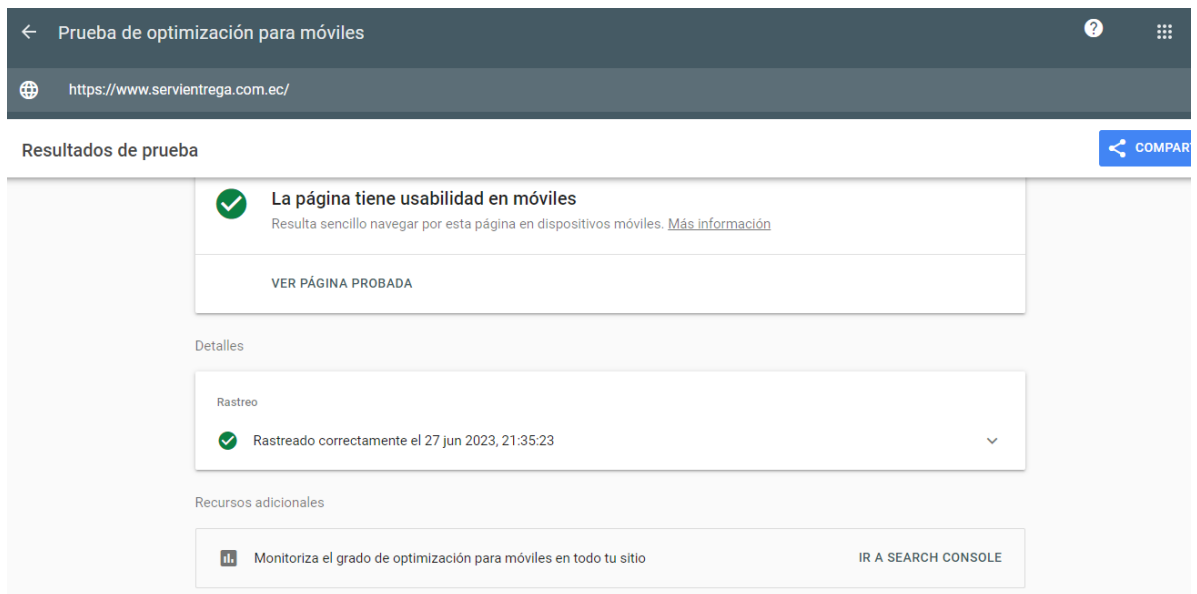 Prueba de optimización para móviles
https://www.servientrega.com.ec/
Resultados de prueba
COMPART
La página tiene usabilidad en móviles
Resulta sencillo navegar por esta página en dispositivos móviles. Más información
VER PÁGINA PROBADA
Detalles
Rastreo
Rastreado correctamente el 27 jun 2023, 21:35:23
Recursos adicionales
Monitoriza el grado de optimización para móviles en todo tu sitio
IR A SEARCH CONSOLE